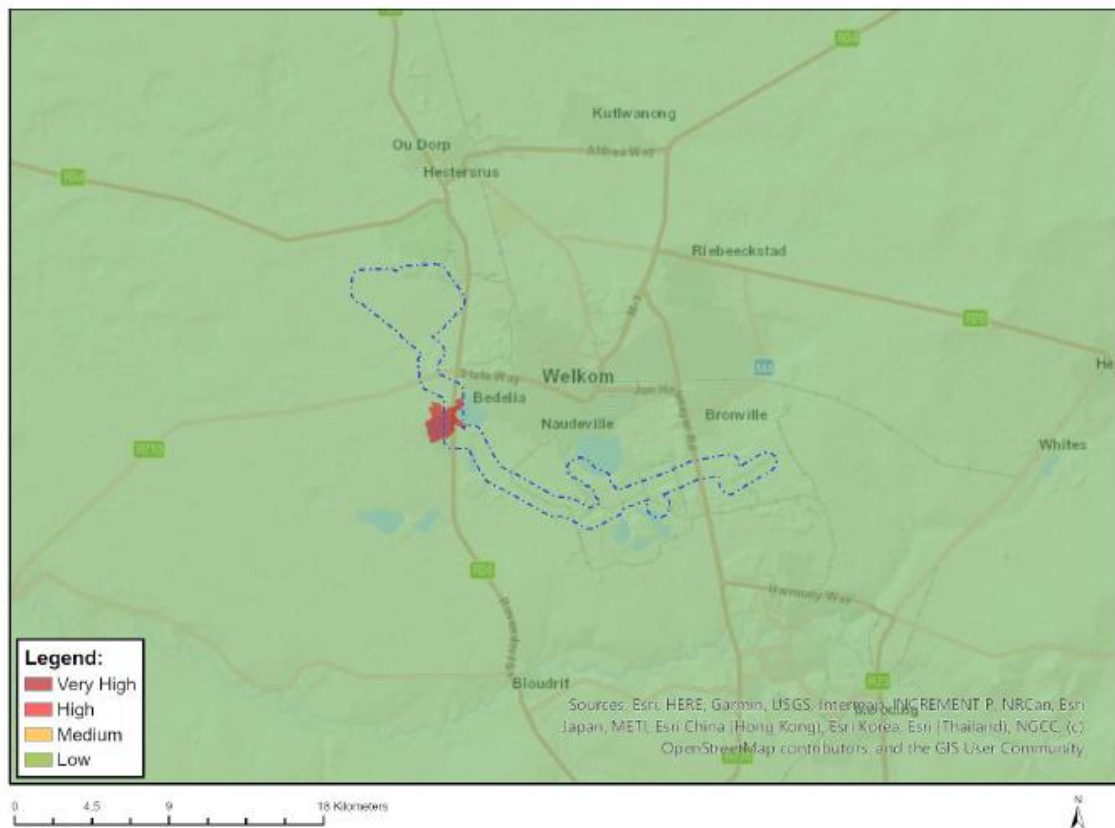 Kutlwanong
Ou Dorp
Hestersrus
Riebeeckstad
R70
Welkom
Bedelia
Naudeville
Bronville
Whites
R710
Harmony Way
Bloudrif
Legend:
Very High
High
Medium
Low
Sources: Esri, HERE, Garmin, USGS, Intermap, INCREMENT P, NRCan, Esri
Japan, METI, Esri China (Hong Kong), Esri Korea, Esri (Thailand), NGCC, (c)
OpenStreetMap contributors, and the GIS User Community
0 4.5 9 18 Kilometers
N